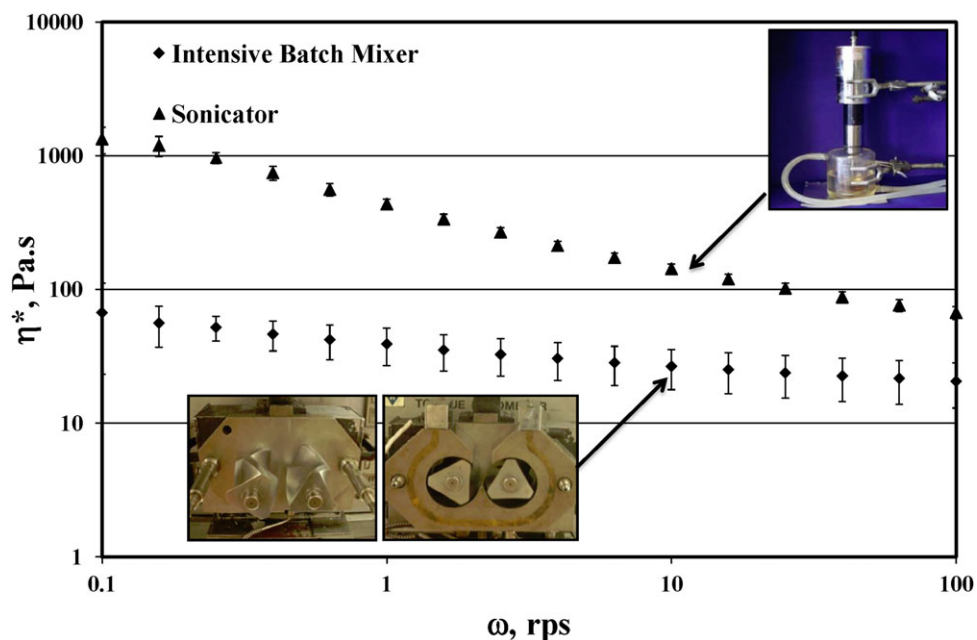 10000
1000
100
10
1
η*, Pa.s
Intensive Batch Mixer
Sonicator
0.1
1
10
100
ω, rps